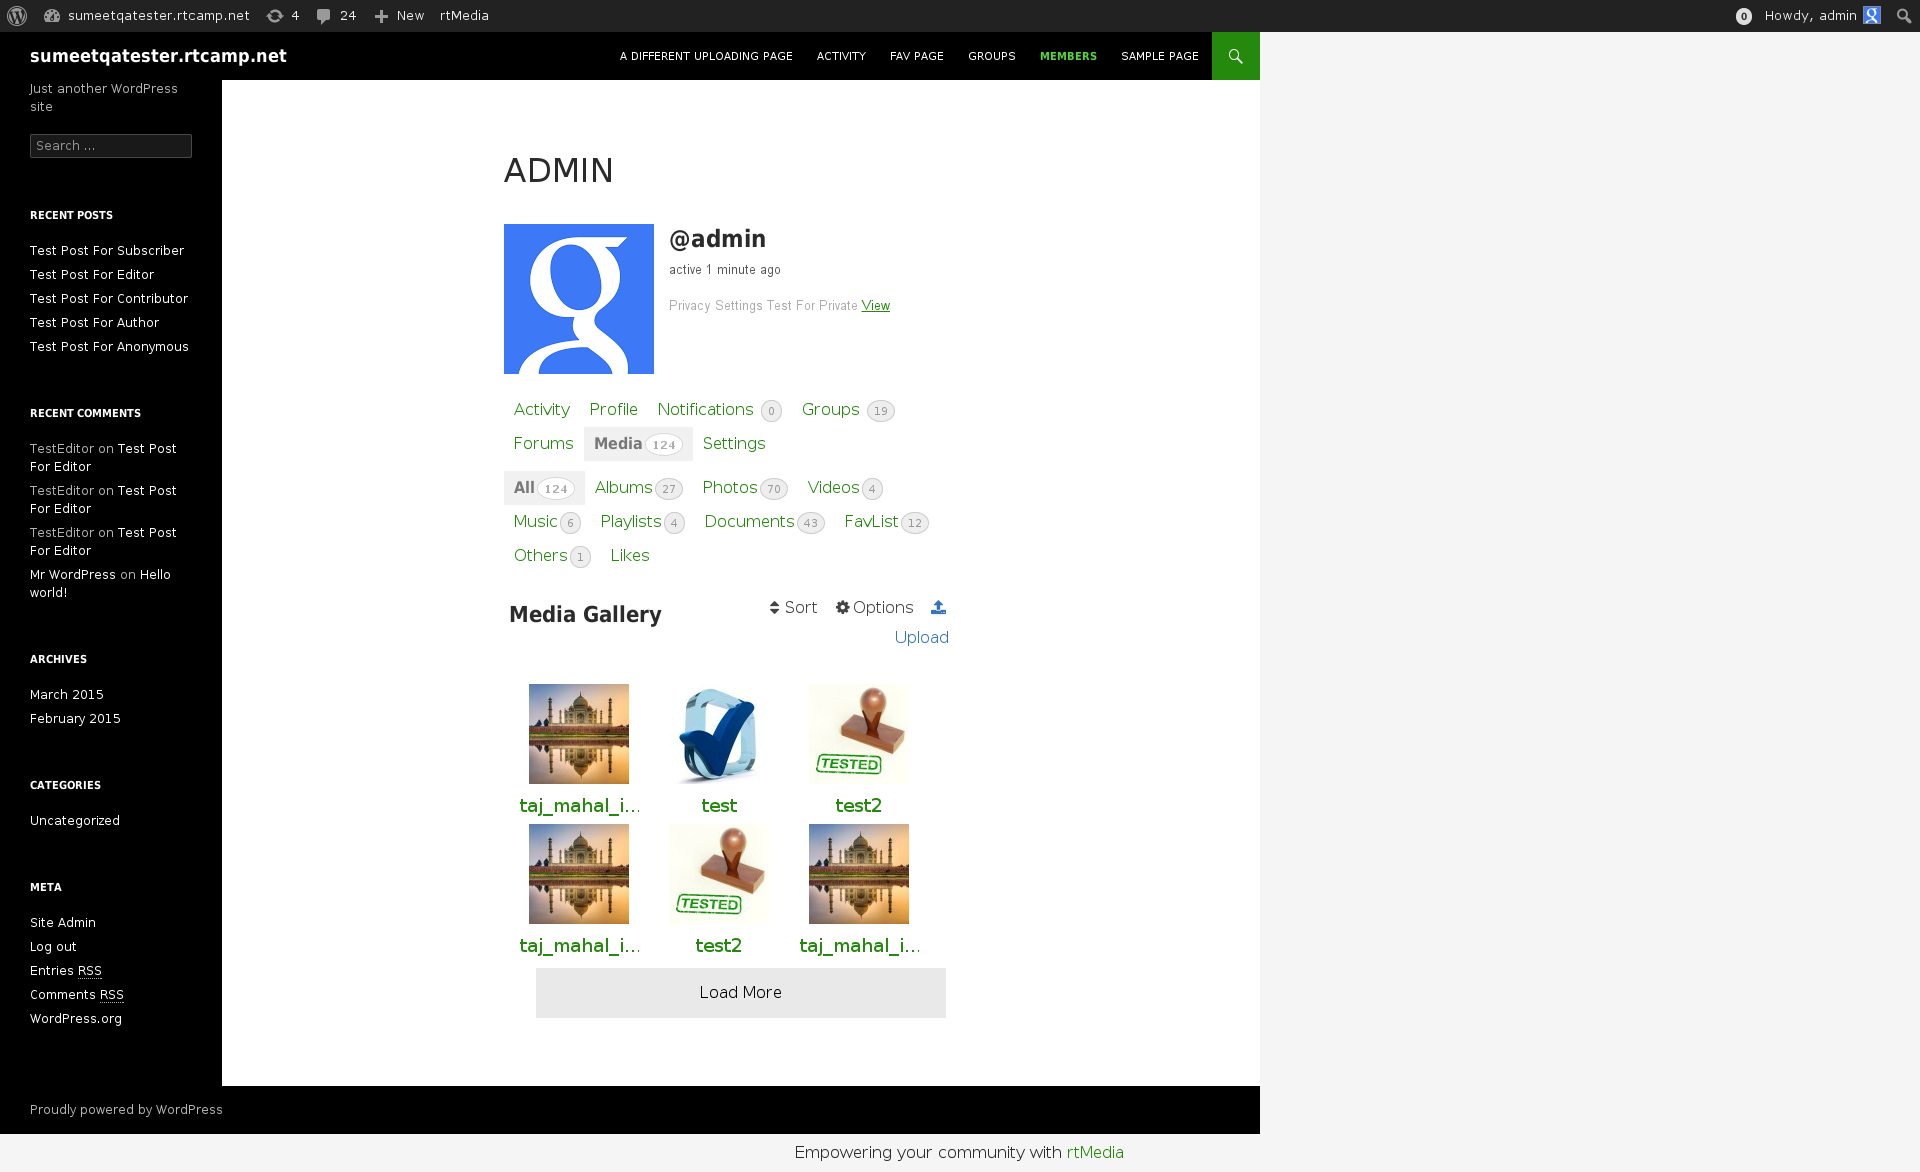 sumeetqatester.rtcamp.net 4 24 New rtMedia 0 Howdy, admin
sumeetqatester.rtcamp.net A DIFFERENT UPLOADING PAGE ACTIVITY FAV PAGE GROUPS MEMBERS SAMPLE PAGE
Just another WordPress
site
Search ...
RECENT POSTS
Test Post For Subscriber
Test Post For Editor
Test Post For Contributor
Test Post For Author
Test Post For Anonymous
RECENT COMMENTS
TestEditor on Test Post
For Editor
TestEditor on Test Post
For Editor
TestEditor on Test Post
For Editor
Mr WordPress on Hello
world!
ARCHIVES
March 2015
February 2015
CATEGORIES
Uncategorized
META
Site Admin
Log out
Entries RSS
Comments RSS
WordPress.org
ADMIN
g
@admin
active 1 minute ago
Privacy Settings Test For Private View
Activity Profile Notifications 0 Groups 19
Forums Media 124 Settings
All 124 Albums 27 Photos 70 Videos 4
Music 6 Playlists 4 Documents 43 FavList 12
Others 1 Likes
Media Gallery Sort Options
Upload
TESTED
taj_mahal_i... test test2
TESTED
taj_mahal_i... test2 taj_mahal_i...
Load More
Proudly powered by WordPress
Empowering your community with rtMedia